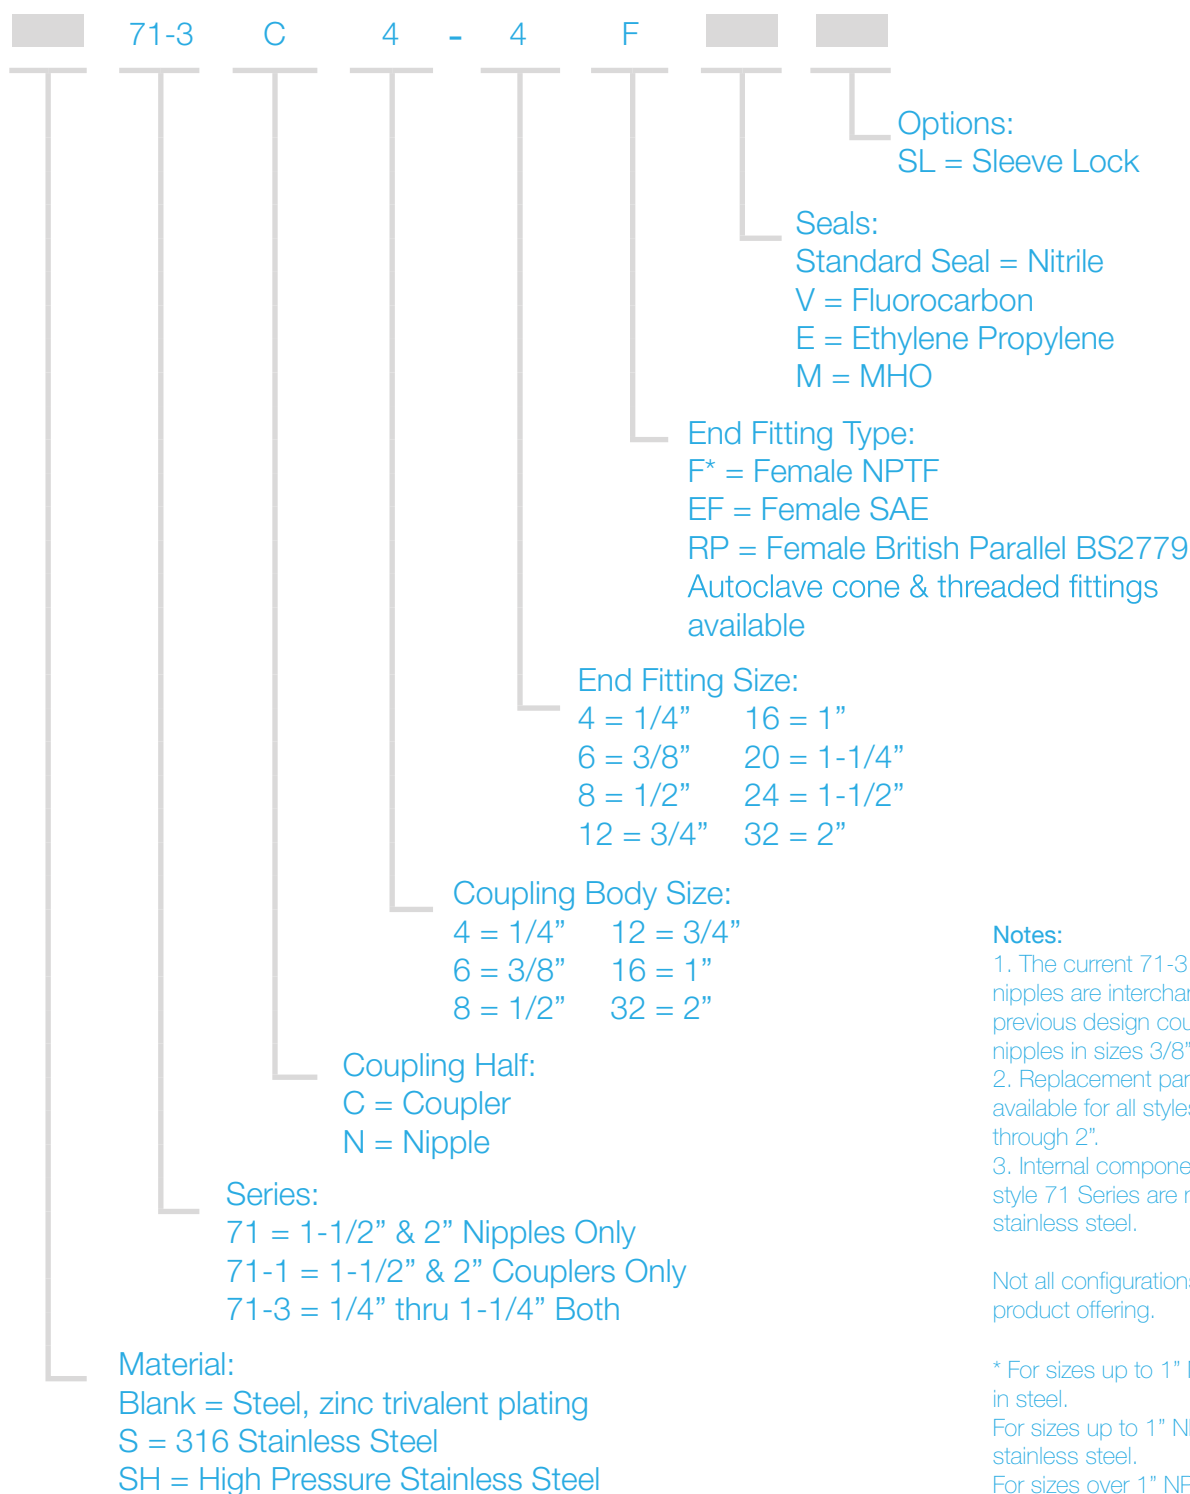 71-3 C 4 - 4 F
Options:
SL = Sleeve Lock
Seals:
Standard Seal = Nitrile
V = Fluorocarbon
E = Ethylene Propylene
M = MHO
End Fitting Type:
F* = Female NPTF
EF = Female SAE
RP = Female British Parallel BS2779
Autoclave cone & threaded fittings
available
End Fitting Size:
4 = 1/4” 16 = 1”
6 = 3/8” 20 = 1-1/4”
8 = 1/2” 24 = 1-1/2”
12 = 3/4” 32 = 2”
Coupling Body Size:
4 = 1/4” 12 = 3/4”
6 = 3/8” 16 = 1”
8 = 1/2” 32 = 2”
Coupling Half:
C = Coupler
N = Nipple
Series:
71 = 1-1/2” & 2” Nipples Only
71-1 = 1-1/2” & 2” Couplers Only
71-3 = 1/4” thru 1-1/4” Both
Material:
Blank = Steel, zinc trivalent plating
S = 316 Stainless Steel
SH = High Pressure Stainless Steel
Notes:
1. The current 71-3
nipples are
previous design
nipples in sizes 3/8”
2. Replacement
available for all
through 2”.
3. Internal
style 71 Series are
stainless steel.
Not all
product offering.
* For sizes up to 1”
in steel.
For sizes up to 1”
stainless steel.
For sizes over 1”